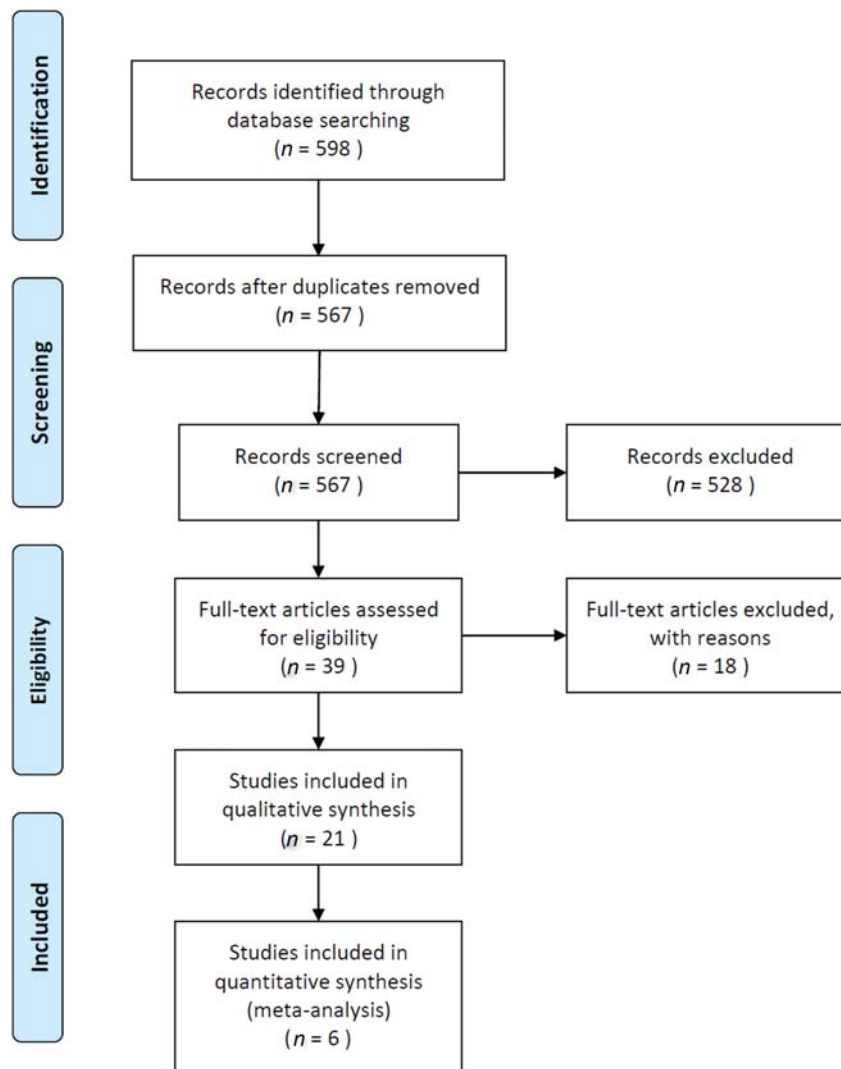 Identification
Records identified through
database searching
(n = 598 )
Records after duplicates removed
(n = 567 )
Screening
Records screened
(n = 567 )
Records excluded
(n = 528 )
Eligibility
Full-text articles assessed
for eligibility
(n = 39 )
Full-text articles excluded,
with reasons
(n = 18 )
Studies included in
qualitative synthesis
(n = 21 )
Included
Studies included in
quantitative synthesis
(meta-analysis)
(n = 6 )